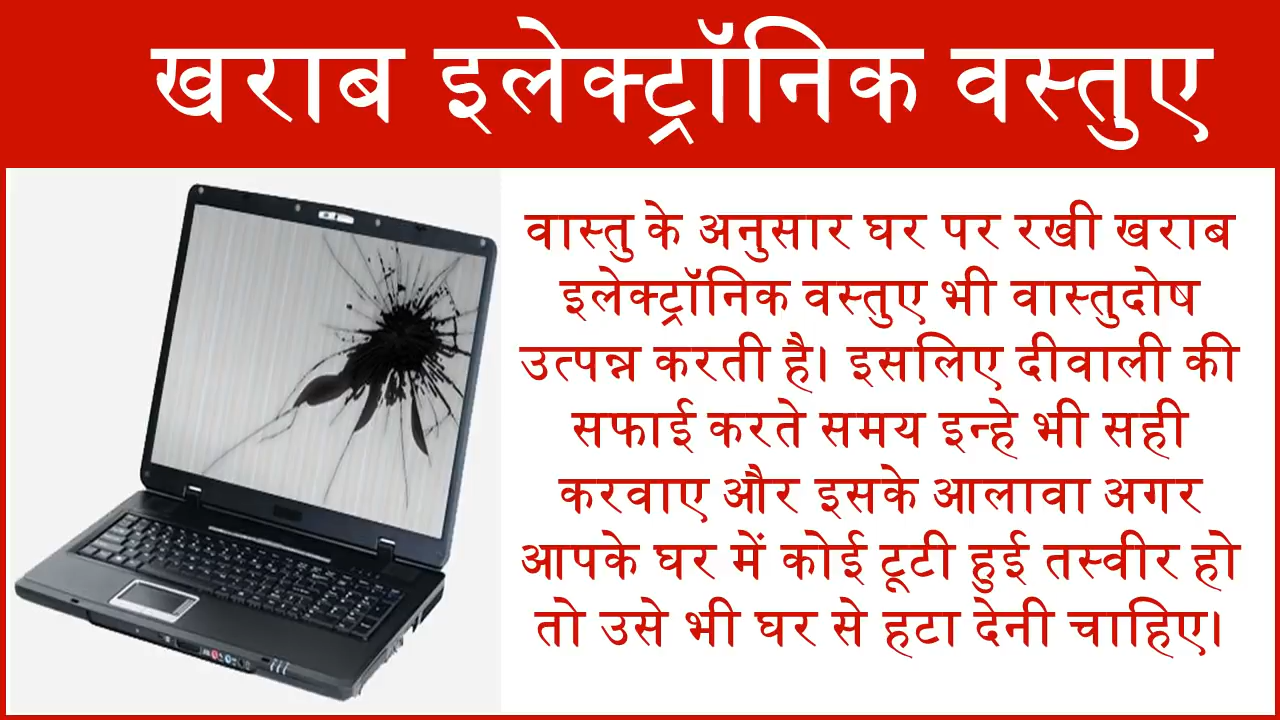 खराब इलेक्ट्रॉनिक वस्तुए
वास्तु के अनुसार घर पर रखी खराब
इलेक्ट्रॉनिक वस्तुए भी वास्तुदोष
उत्पन्न करती है। इसलिए दीवाली की
सफाई करते समय इन्हे भी सही
करवाए और इसके आलावा अगर
आपके घर में कोई टूटी हुई तस्वीर हो
तो उसे भी घर से हटा देनी चाहिए।